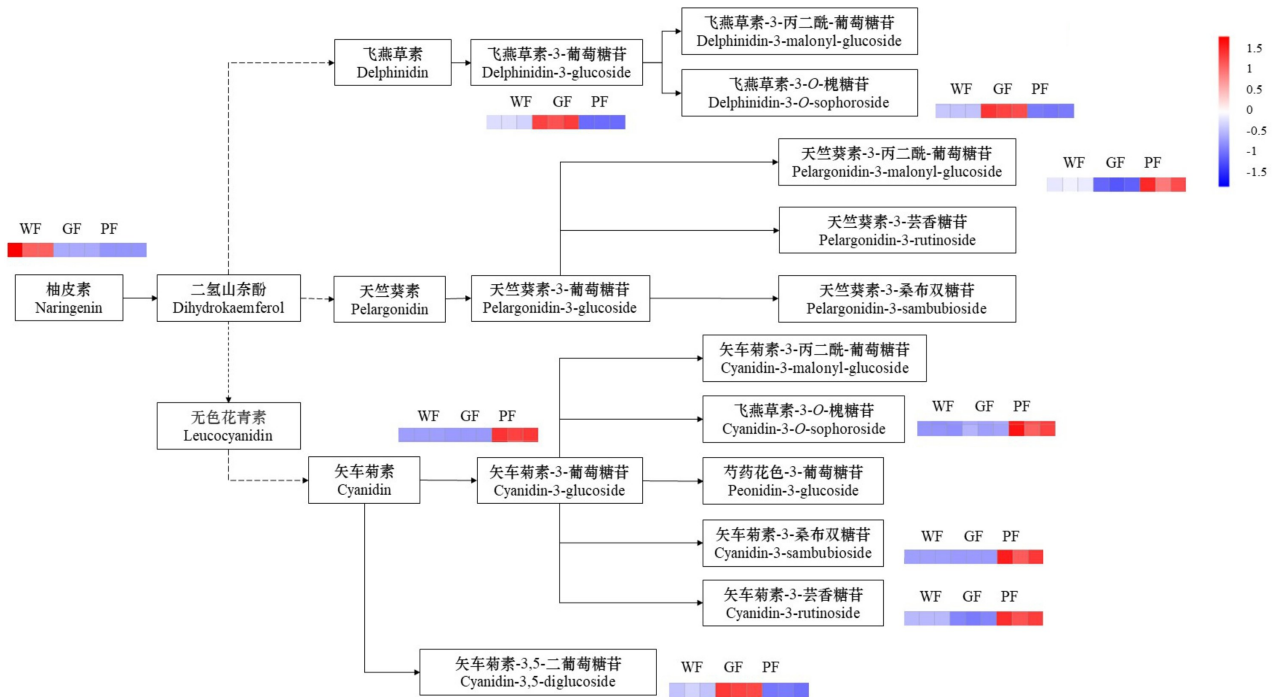 飞燕草素-3-丙二酰-葡萄糖苷
Delphinidin-3-malonyl-glucoside
飞燕草素
Delphinidin
飞燕草素-3-葡萄糖苷
Delphinidin-3-glucoside
飞燕草素-3-O-槐糖苷
Delphinidin-3-O-sophoroside
WF GF PF
WF GF PF
1.5
1
0.5
0
-0.5
-1
-1.5
天竺葵素-3-丙二酰-葡萄糖苷
Pelargonidin-3-malonyl-glucoside
WF GF PF
天竺葵素-3-芸香糖苷
Pelargonidin-3-rutinoside
WF GF PF
柚皮素
Naringenin
二氢山奈酚
Dihydrokaemferol
天竺葵素
Pelargonidin
天竺葵素-3-葡萄糖苷
Pelargonidin-3-glucoside
天竺葵素-3-桑布双糖苷
Pelargonidin-3-sambubioside
矢车菊素-3-丙二酰-葡萄糖苷
Cyanidin-3-malonyl-glucoside
无色花青素
Leucocyanidin
WF GF PF
飞燕草素-3-O-槐糖苷
Cyanidin-3-O-sophoroside
WF GF PF
矢车菊素
Cyanidin
矢车菊素-3-葡萄糖苷
Cyanidin-3-glucoside
芍药花色-3-葡萄糖苷
Peonidin-3-glucoside
矢车菊素-3-桑布双糖苷
Cyanidin-3-sambubioside
WF GF PF
矢车菊素-3-芸香糖苷
Cyanidin-3-rutinoside
WF GF PF
矢车菊素-3,5-二葡萄糖苷
Cyanidin-3,5-diglucoside
WF GF PF